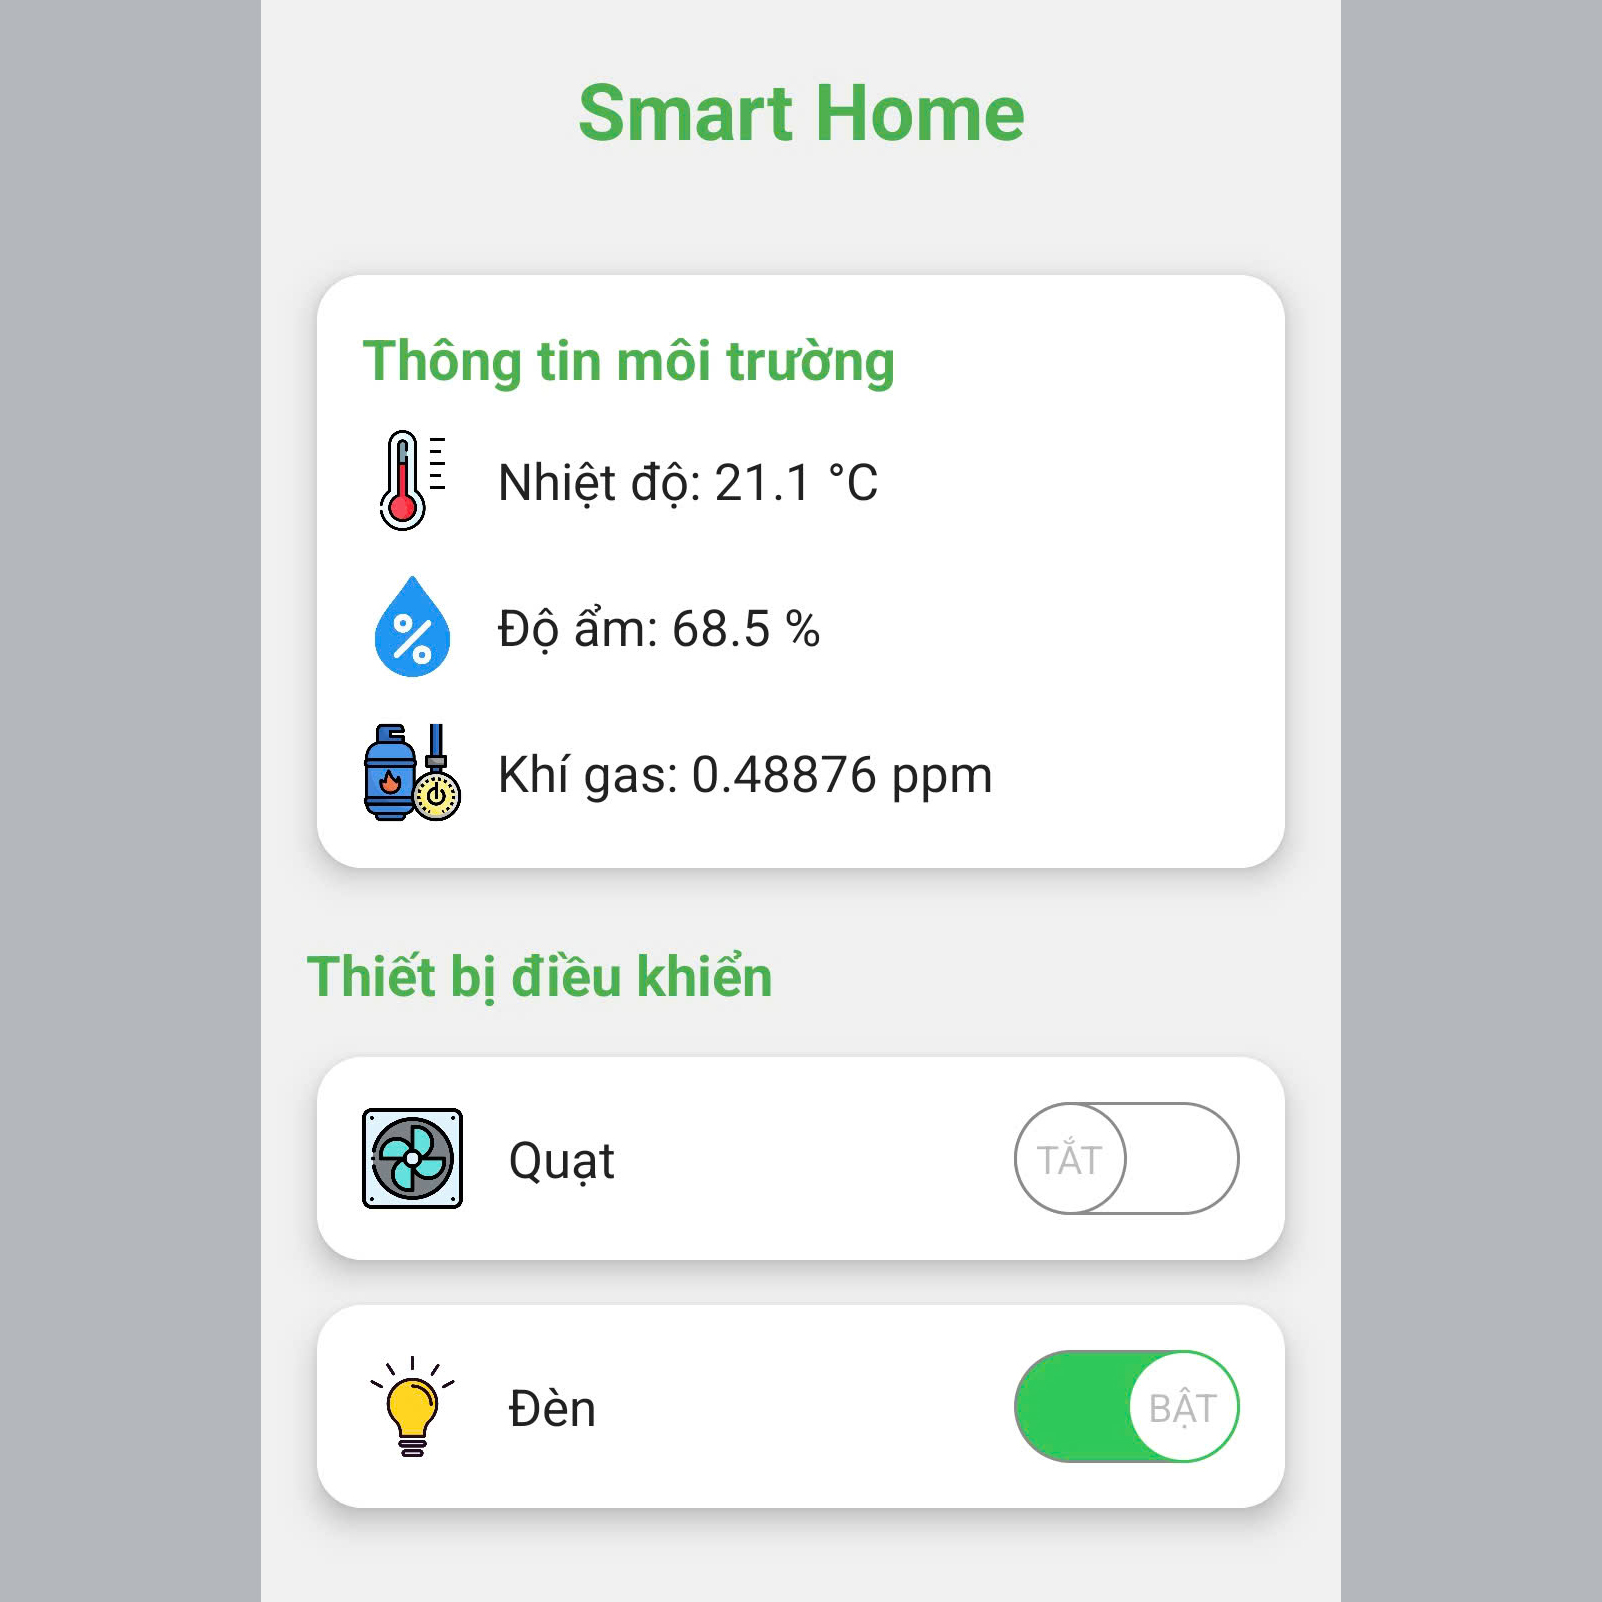 Smart Home
Thông tin môi trường
Nhiệt độ: 21.1 °C
%
Độ ẩm: 68.5 %
Khí gas: 0.48876 ppm
Thiết bị điều khiển
Quạt
TẮT
Đèn
BẬT